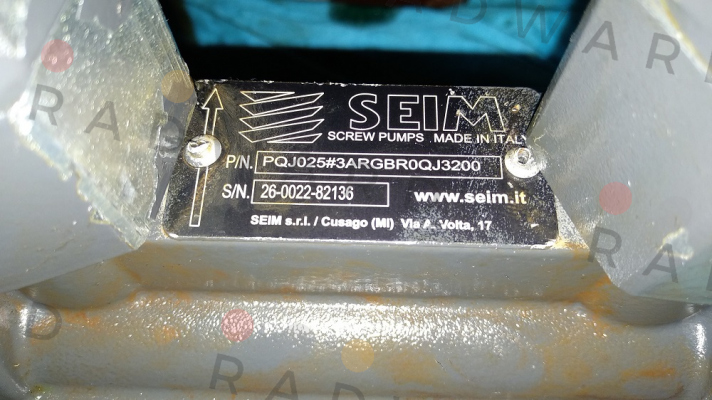 SEIM
SCREW PUMPS MADE IN ITALY
P/N. PQJ025#3ARGBR0QJ3200
S/N. 26-0022-82136 www.seim.it
SEIM s.r.l. / Cusago (MI) Via A. Volta, 17